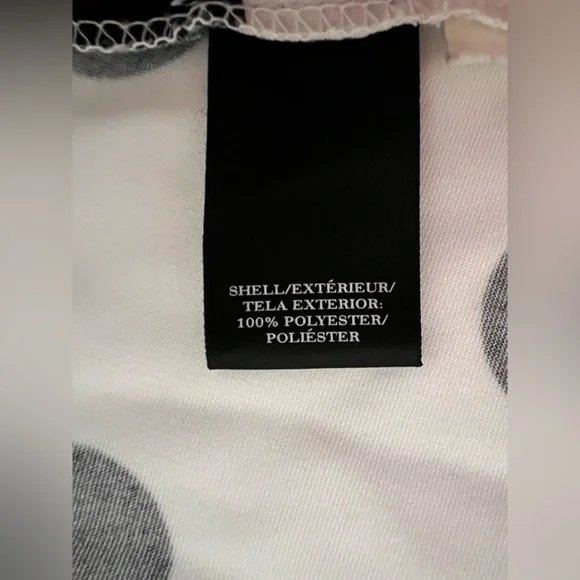 SHELL/EXTÉRIEUR/
TELA EXTERIOR:
100% POLYESTER/
POLIÉSTER